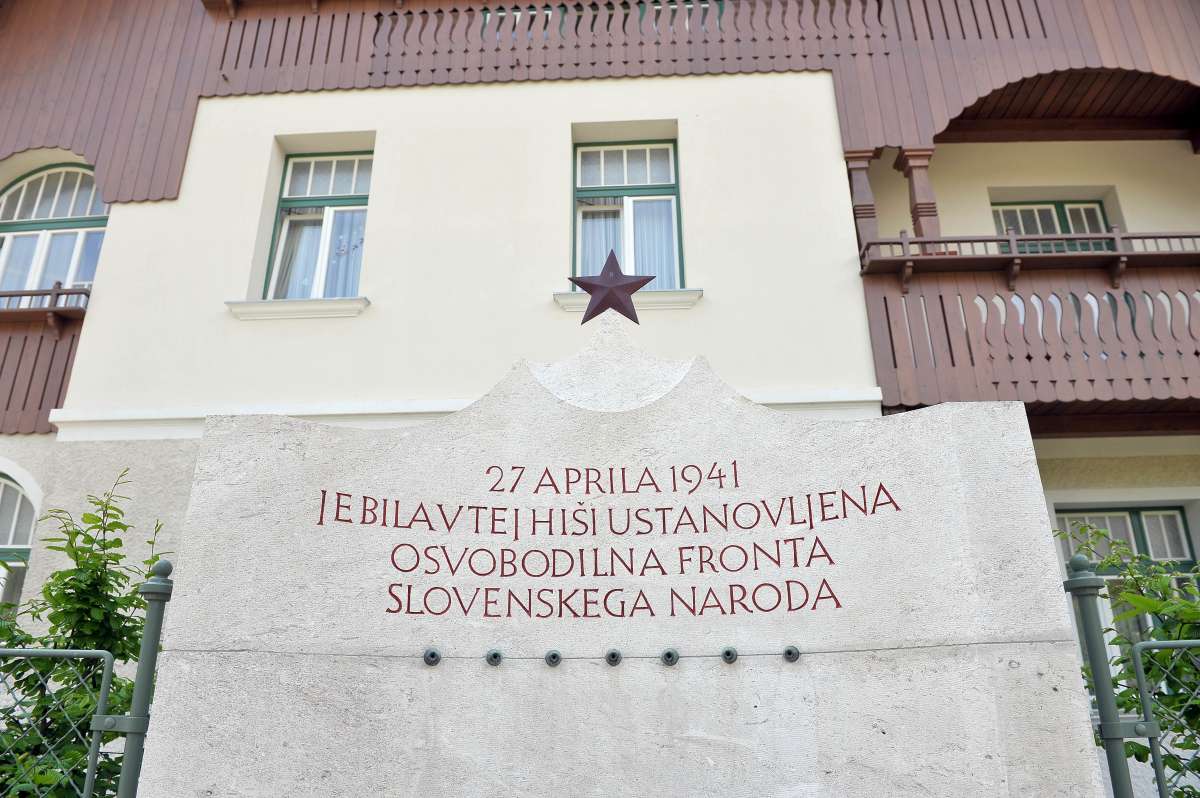 27 APRILA 1941
JE BILA V TEJ HIŠI USTANOVLJENA
OSVOBODILNA FRONTA
SLOVENSKEGA NARODA